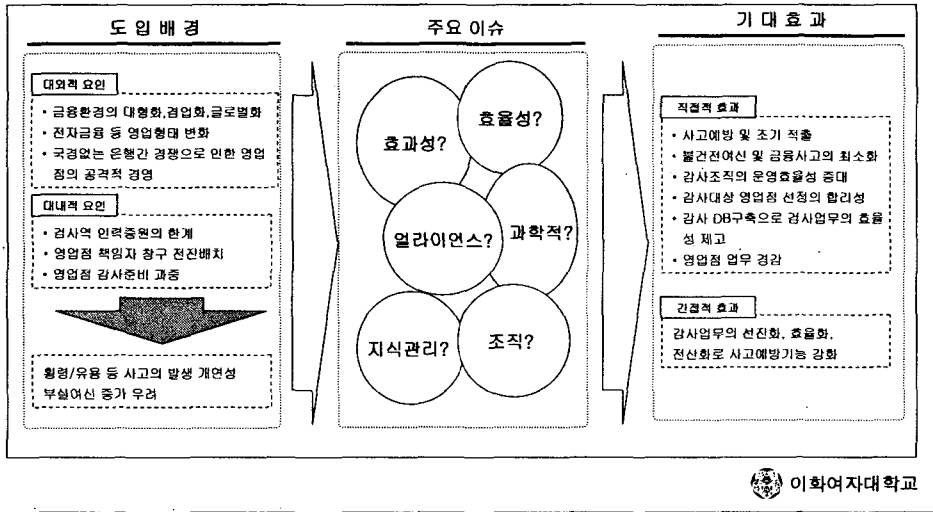 도 입 배 경
대외적 요인
• 금융환경의 대형화,겸업화,글로벌화
• 전자금융 등 영업형태 변화
• 국경없는 은행간 경쟁으로 인한 영업
점의 공격적 경영
대내적 요인
• 검사역 인력증원의 한계
• 영업점 책임자 창구 전진배치
• 영업점 감사준비 과중
횡령/유용 등 사고의 발생 개연성
부실여신 증가 우려
주요 이슈
효과성?
효율성?
얼라이언스?
과학적?
지식관리?
조직?
기 대 효 과
직접적 효과
• 사고예방 및 조기 적출
• 불건전여신 및 금융사고의 최소화
• 감사조직의 운영효율성 증대
• 감사대상 영업점 선정의 합리성
• 감사 DB구축으로 검사업무의 효율
성 제고
• 영업점 업무 경감
간접적 효과
감사업무의 선진화, 효율화,
전산화로 사고예방기능 강화
이화여자대학교